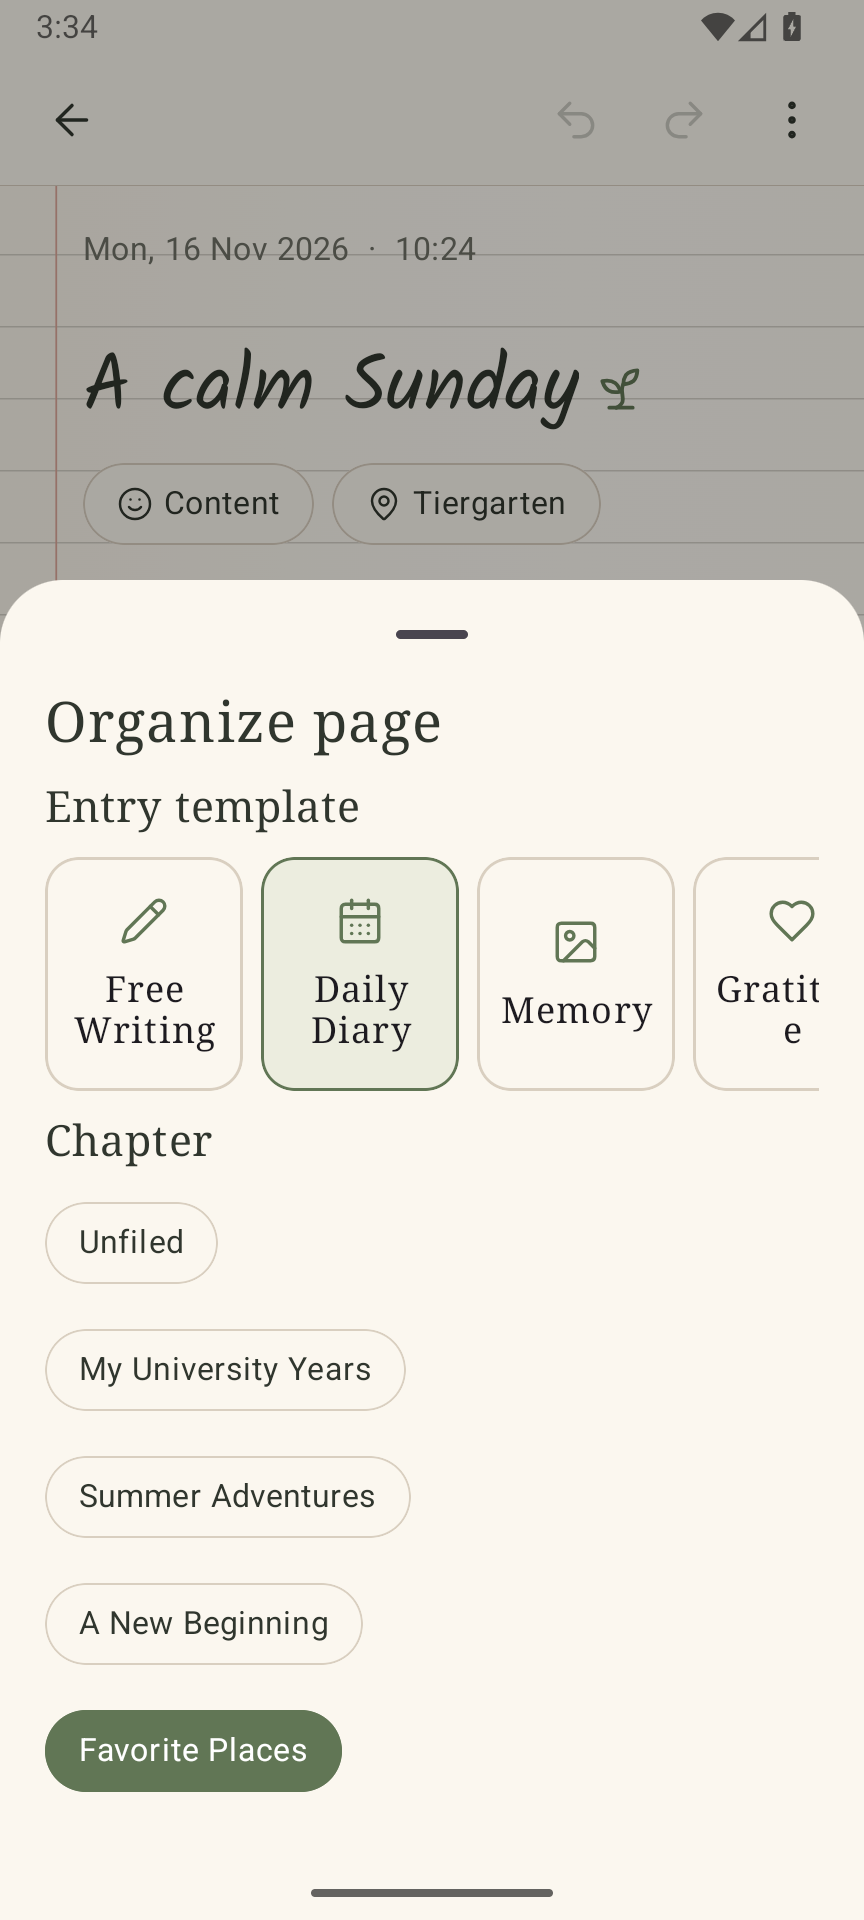 3:34
Mon, 16 Nov 2026 · 10:24
A calm Sunday
Content
Tiergarten
Organize page
Entry template
Free
Writing
Daily
Diary
Memory
Gratit
e
Chapter
Unfiled
My University Years
Summer Adventures
A New Beginning
Favorite Places